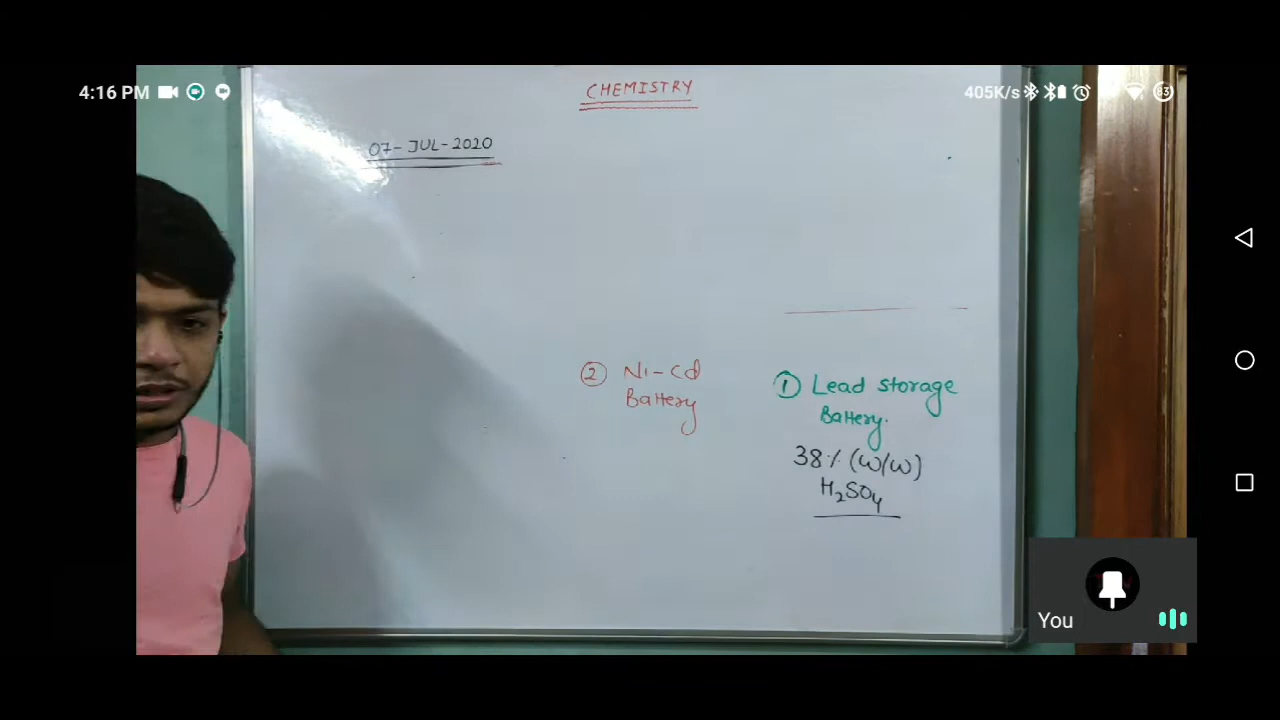 4:16 PM
405K/s
83
CHEMISTRY
07-JUL-2020
② Ni-Cd
Battery
① Lead storage
Battery.
38% (w/w)
H₂SO₄
You